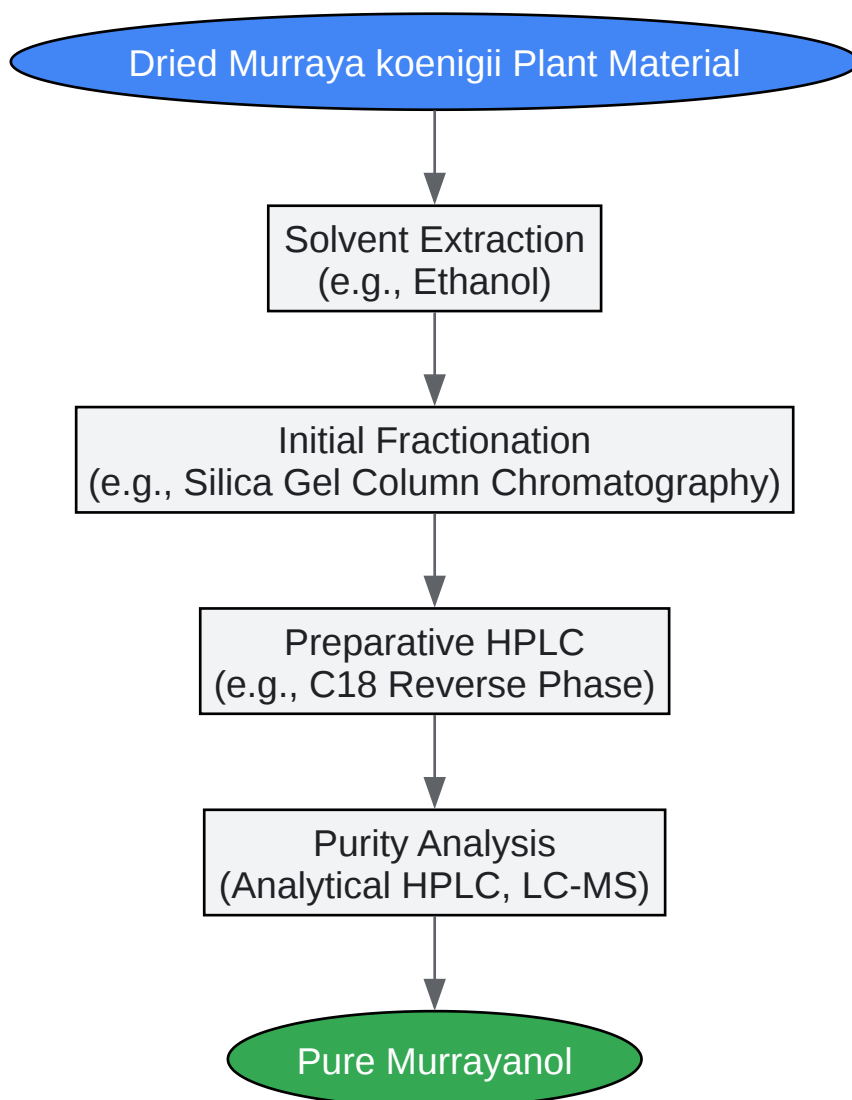 Dried Murraya koenigii Plant Material
Solvent Extraction
(e.g., Ethanol)
Initial Fractionation
(e.g., Silica Gel Column Chromatography)
Preparative HPLC
(e.g., C18 Reverse Phase)
Purity Analysis
(Analytical HPLC, LC-MS)
Pure Murrayanol